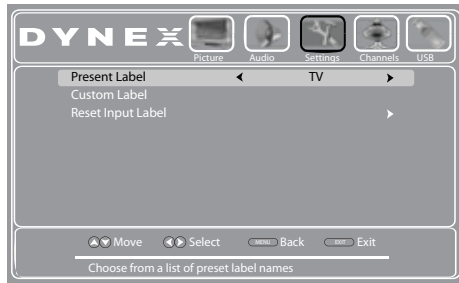 DYNEX
Picture Audio Settings Channels USB
Present Label TV
Custom Label
Reset Input Label
Move Select MENU Back EXIT Exit
Choose from a list of preset label names